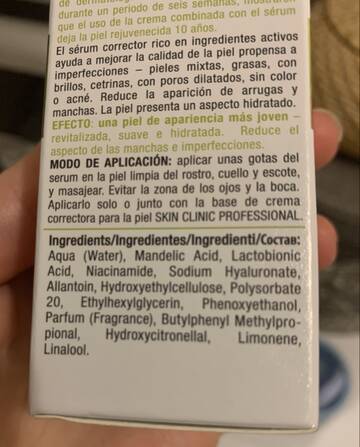 de
durante un periodo de seis semanas,
que el uso de la crema combinada con el sérum
deja la piel rejuvenecida 10 años.
El sérum corrector rico en ingredientes activos
ayuda a mejorar la calidad de la piel propensa a
imperfecciones – pieles mixtas, grasas, con
brillos, cetrinas, con poros dilatados, sin color
o acné. Reduce la aparición de arrugas y
manchas. La piel presenta un aspecto hidratado.
EFECTO: una piel de apariencia más joven –
revitalizada, suave e hidratada. Reduce el
aspecto de las manchas e imperfecciones.
MODO DE APLICACIÓN: aplicar unas gotas del
serum en la piel limpia del rostro, cuello y escote,
y masajear. Evitar la zona de los ojos y la boca.
Aplicarlo solo o junto con la base de crema
correctora para la piel SKIN CLINIC PROFESSIONAL.
Ingredients/Ingredientes/Ingredienti/Состав:
Aqua (Water), Mandelic Acid, Lactobionic
Acid, Niacinamide, Sodium Hyaluronate,
Allantoin, Hydroxyethylcellulose, Polysorbate
20, Ethylhexylglycerin, Phenoxyethanol,
Parfum (Fragrance), Butylphenyl Methylpro-
pional, Hydroxycitronellal, Limonene,
Linalool.